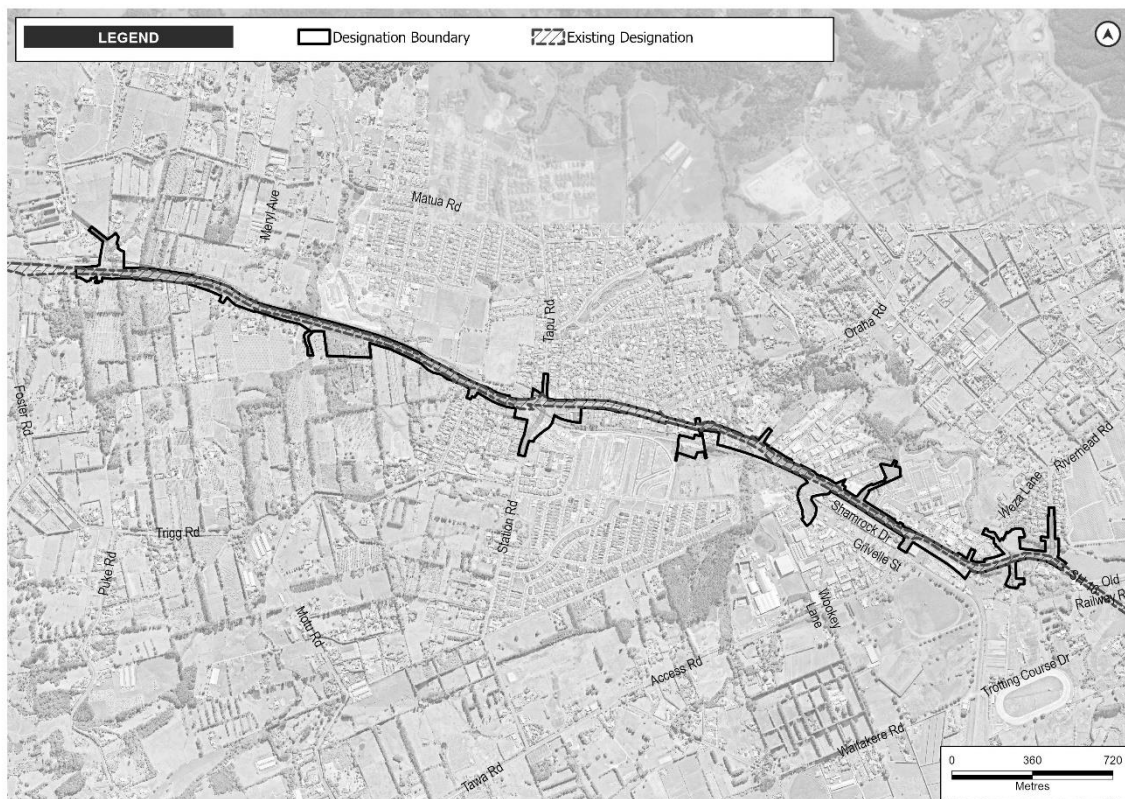 LEGEND
Designation Boundary
Existing Designation
Matua Rd
Meryl Ave
Tapu Rd
Oraha Rd
Foster Rd
Riverhead Rd
Station Rd
Shamrock Dr
Weza Lane
Trigg Rd
Grivelle St
Puke Rd
SH 16
Old
Railway R
Motu Rd
Wookey
Lane
Access Rd
Trotting Course Dr
Waitakere Rd
Tawa Rd
0 360 720
Metres